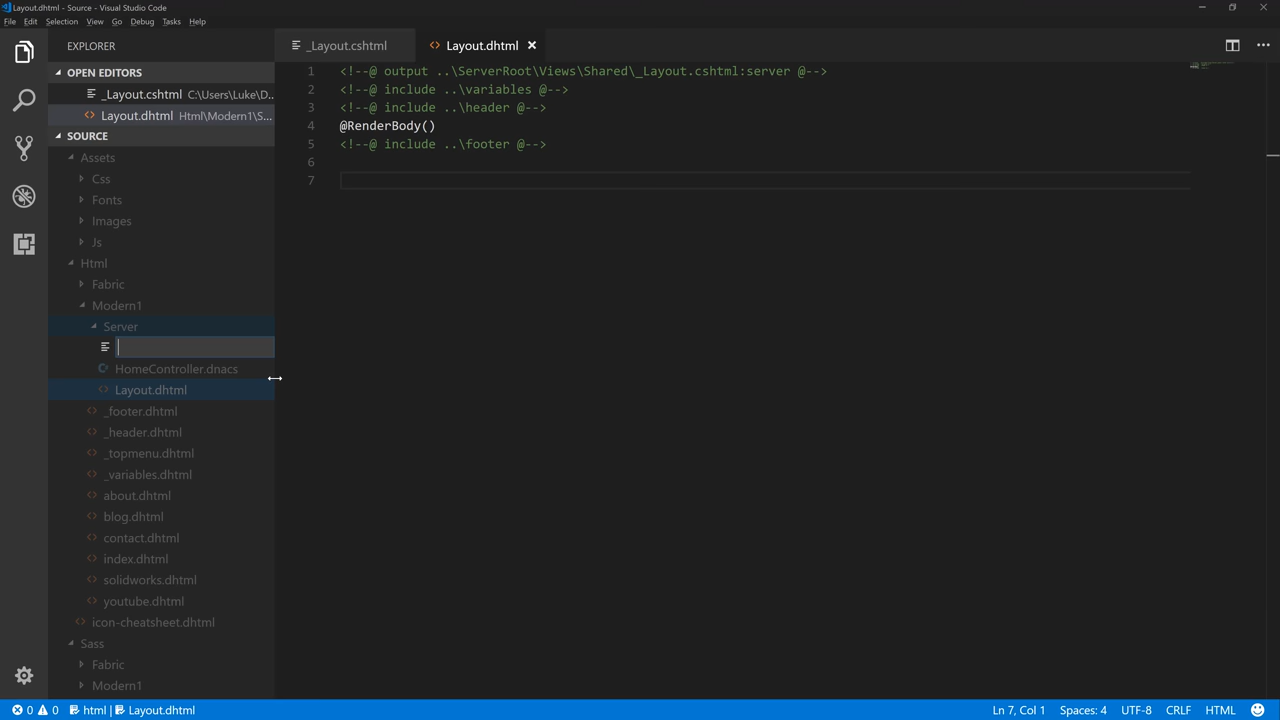 Layout.dhtml - Source - Visual Studio Code
File Edit Selection View Go Debug Tasks Help
EXPLORER
OPEN EDITORS
_Layout.cshtml C:\Users\Luke\D...
Layout.dhtml Html\Modern1\S...
SOURCE
Assets
Css
Fonts
Images
Js
Html
Fabric
Modern1
Server
HomeController.dnacs
Layout.dhtml
_footer.dhtml
_header.dhtml
_topmenu.dhtml
_variables.dhtml
about.dhtml
blog.dhtml
contact.dhtml
index.dhtml
solidworks.dhtml
youtube.dhtml
icon-cheatsheet.dhtml
Sass
Fabric
Modern1
_Layout.cshtml Layout.dhtml
1 <!--@ output ..\ServerRoot\Views\Shared\_Layout.cshtml:server @-->
2 <!--@ include ..\variables @-->
3 <!--@ include ..\header @-->
4 @RenderBody()
5 <!--@ include ..\footer @-->
6
7
0 0 html | Layout.dhtml Ln 7, Col 1 Spaces: 4 UTF-8 CRLF HTML